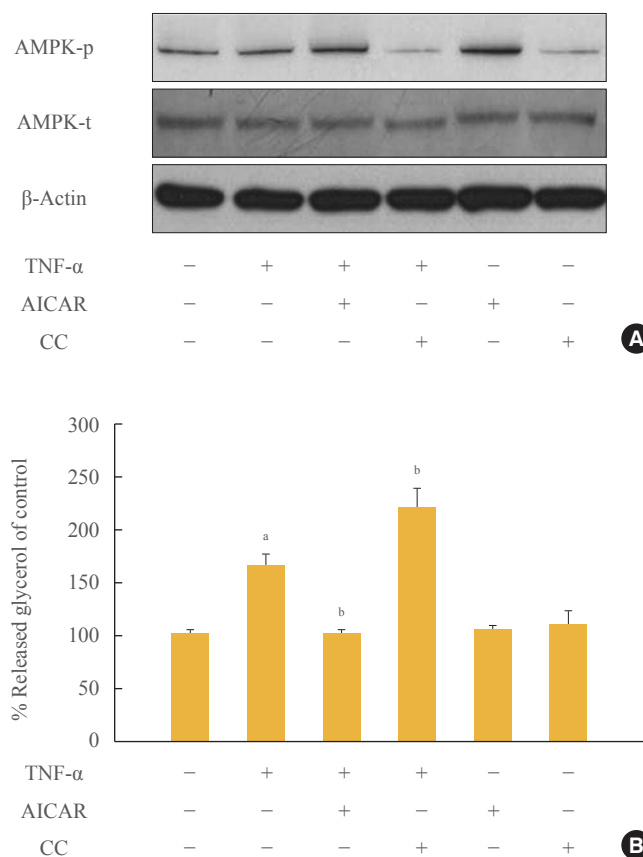 AMPK-p
AMPK-t
β-Actin
TNF-α – + + + – –
AICAR – – + – + –
CC – – – + – +
A
% Released glycerol of control
300
250
200
150
100
50
0
a
b
b
TNF-α – + + + – –
AICAR – – + – + –
CC – – – + – +
B